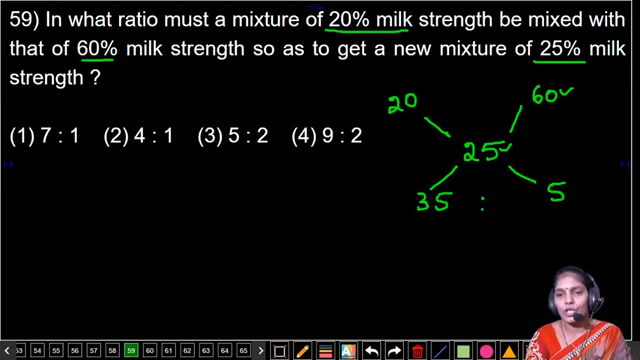 59) In what ratio must a mixture of 20% milk strength be mixed with
that of 60% milk strength so as to get a new mixture of 25% milk
strength ?
(1) 7 : 1 (2) 4 : 1 (3) 5 : 2 (4) 9 : 2
20 60
25
35 : 5
53 54 55 56 57 58 59 60 61 62 63 64 65